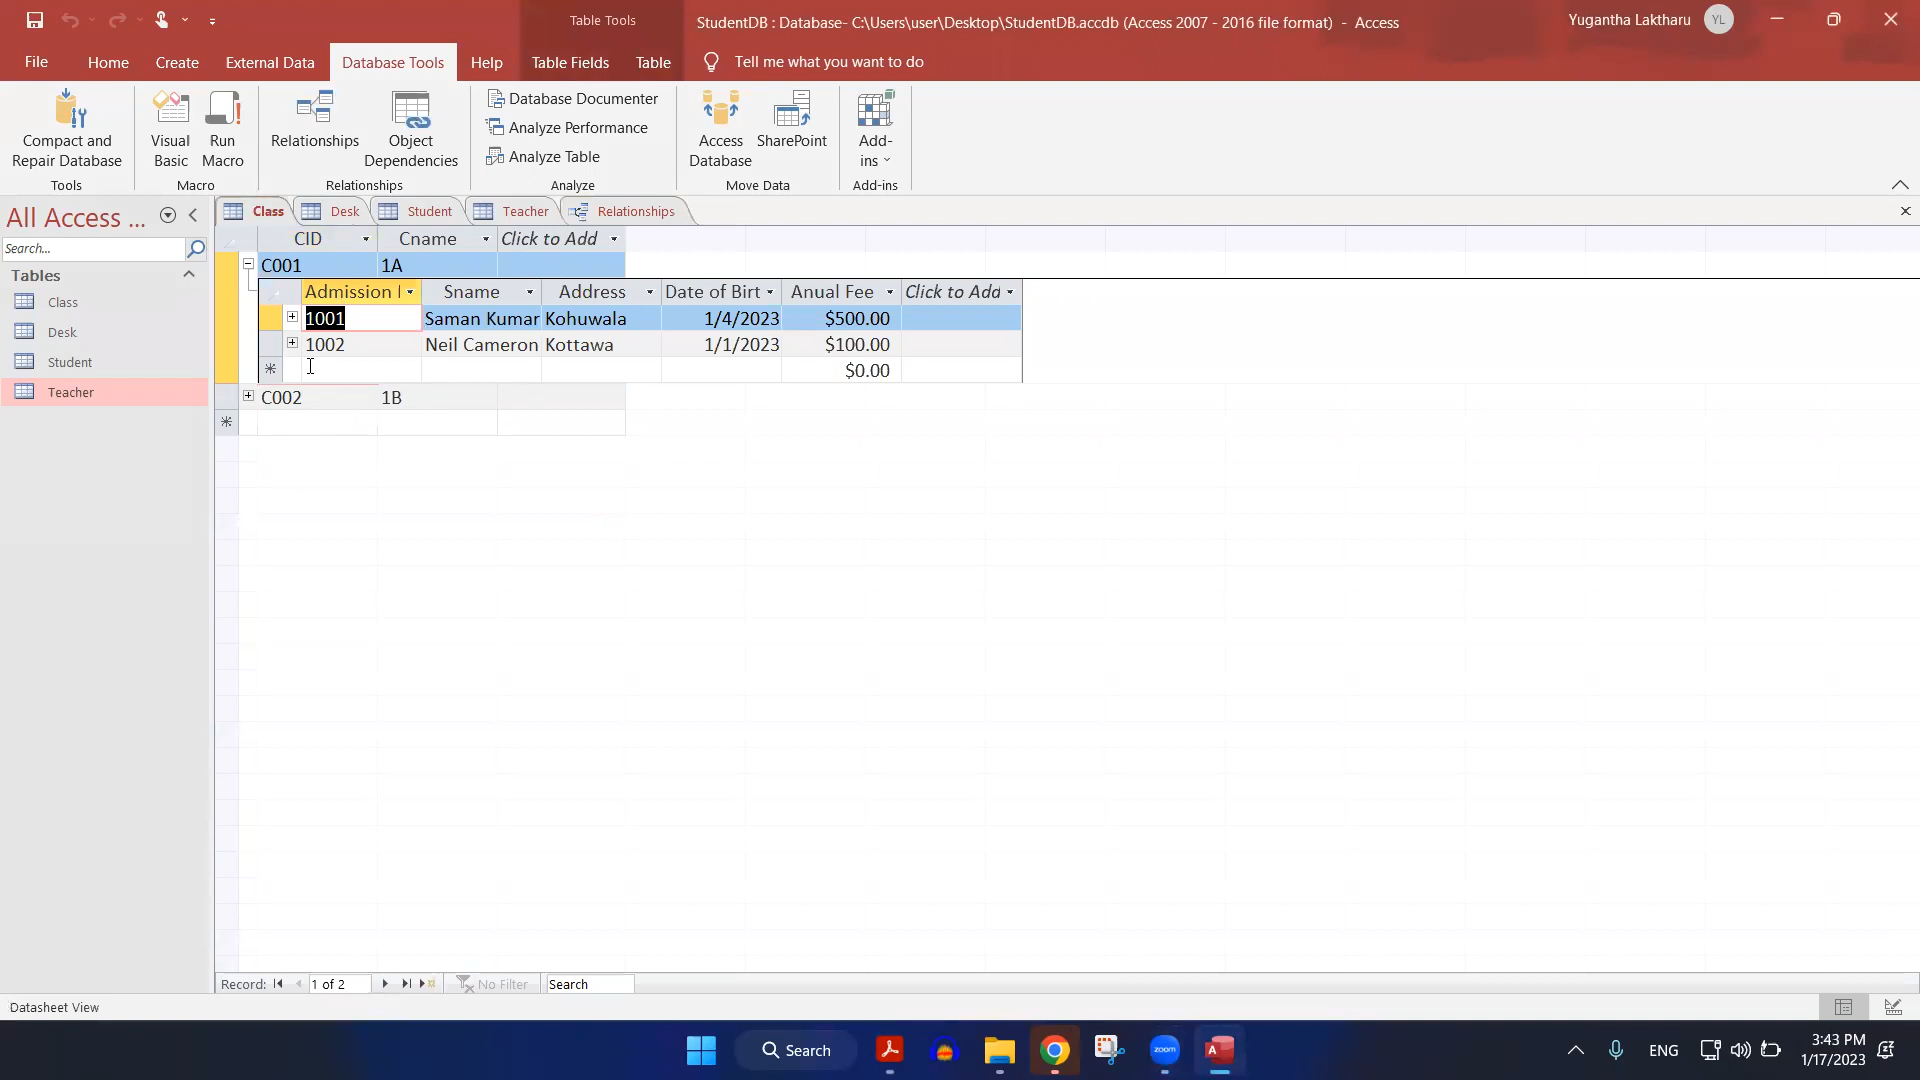 Table Tools
StudentDB : Database- C:\Users\user\Desktop\StudentDB.accdb (Access 2007 - 2016 file format) - Access
Yugantha Laktharu
YL
File Home Create External Data Database Tools Help Table Fields Table Tell me what you want to do
Compact and Repair Database
Tools
Visual Basic
Run Macro
Macro
Relationships
Object Dependencies
Relationships
Database Documenter
Analyze Performance
Analyze Table
Analyze
Access Database
SharePoint
Move Data
Add-ins
Add-ins
All Access ...
Search...
Tables
Class
Desk
Student
Teacher
Class Desk Student Teacher Relationships
CID Cname Click to Add
C001 1A
Admission Sname Address Date of Birt Anual Fee Click to Add
1001 Saman Kumar Kohuwala 1/4/2023 $500.00
1002 Neil Cameron Kottawa 1/1/2023 $100.00
$0.00
C002 1B
Record: 1 of 2 No Filter Search
Datasheet View
Search
zoom
ENG
3:43 PM
1/17/2023